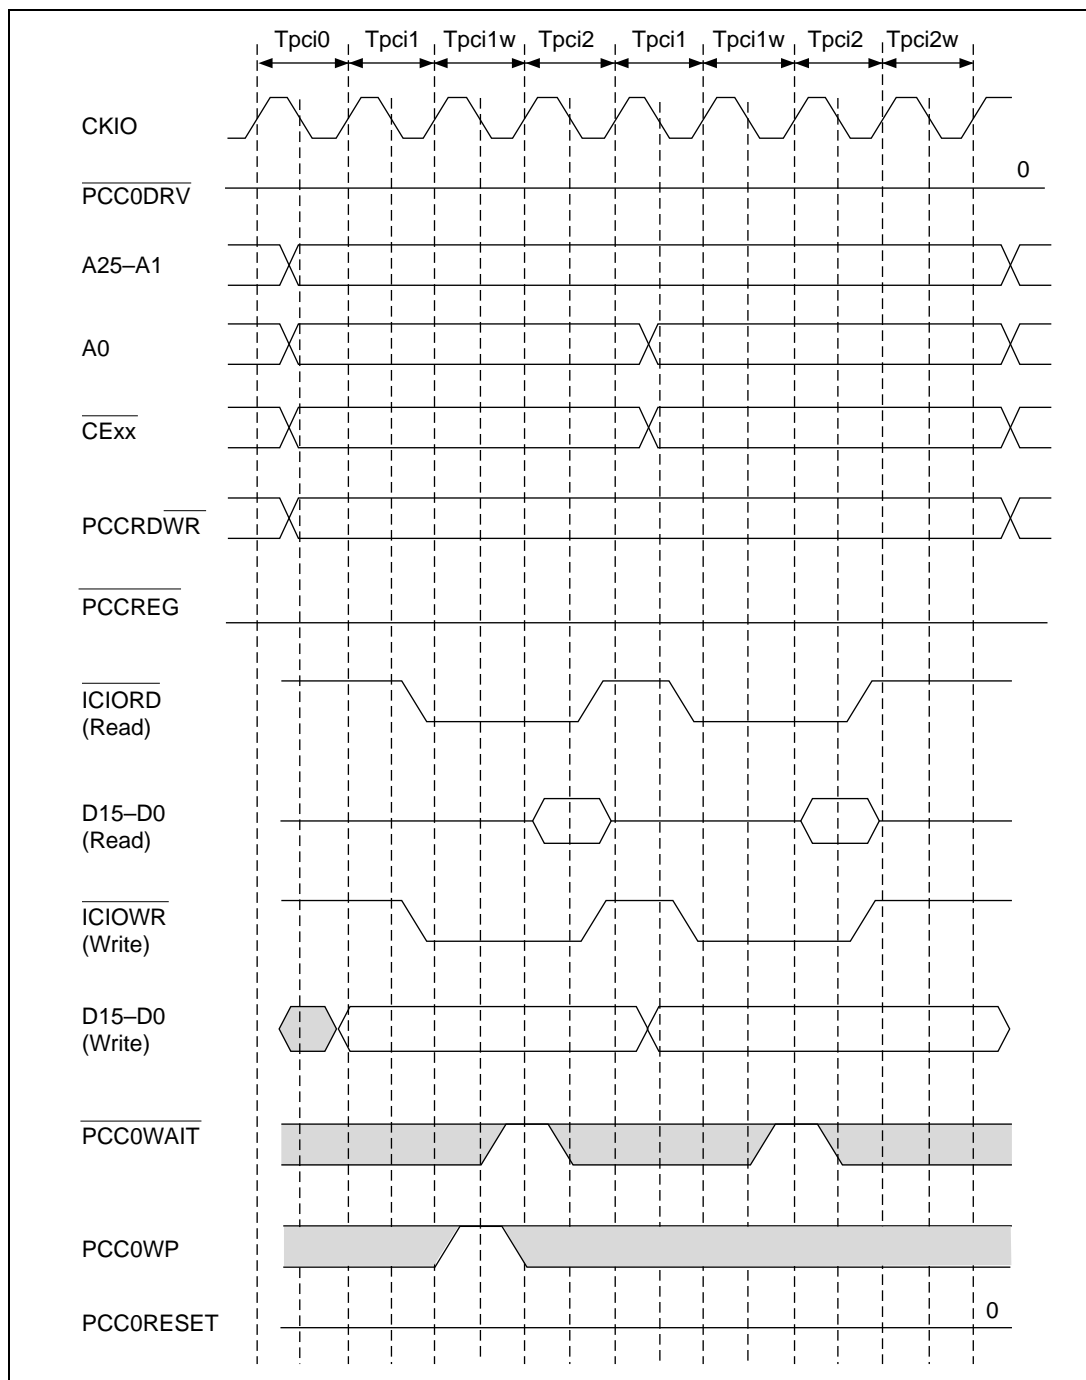 Tpci0 Tpci1 Tpci1w Tpci2 Tpci1 Tpci1w Tpci2 Tpci2w
CKIO
0
PCC0DRV
A25–A1
A0
CExx
PCCRDWR
PCCREG
ICIORD
(Read)
D15–D0
(Read)
ICIOWR
(Write)
D15–D0
(Write)
PCC0WAIT
PCC0WP
0
PCC0RESET